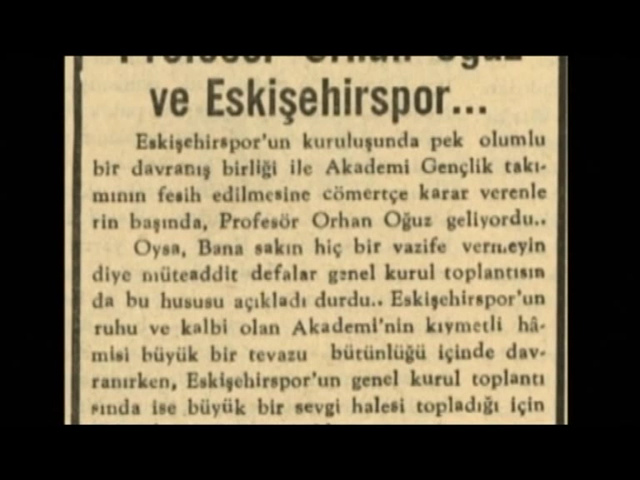 Profesör Orhan Oğuz
ve Eskişehirspor...
Eskişehirspor'un kuruluşunda pek olumlu
bir davranış birliği ile Akademi Gençlik takı-
mının fesih edilmesine cömertçe karar verenle
rin başında, Profesör Orhan Oğuz geliyordu..
Oysa, Bana sakın hiç bir vazife vermeyin
diye müteaddit defalar genel kurul toplantısın
da bu hususu açıkladı durdu.. Eskişehirspor'un
ruhu ve kalbi olan Akademi'nin kıymetli hâ-
misi büyük bir tevazu bütünlüğü içinde dav-
ranırken, Eskişehirspor'un genel kurul toplantı
sında ise büyük bir sevgi halesi topladığı için